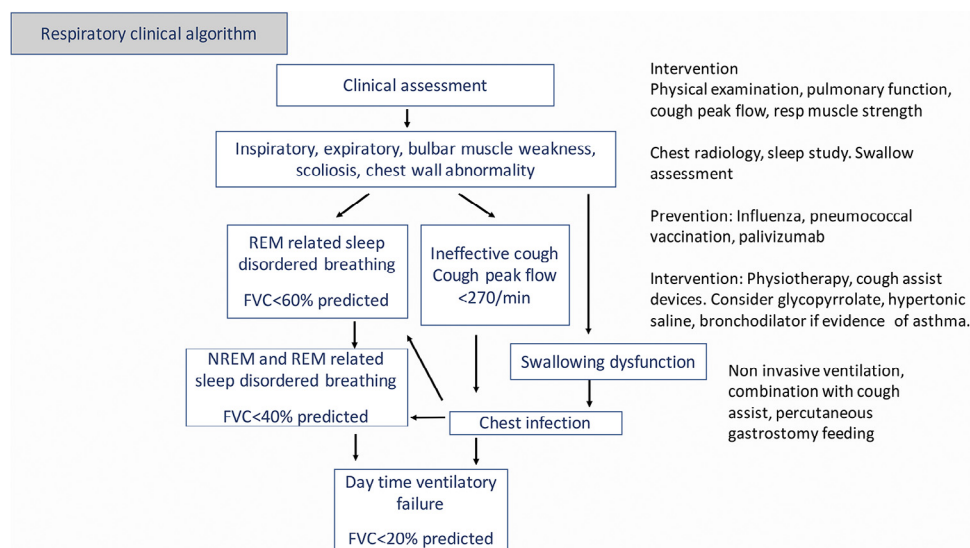 Respiratory clinical algorithm
Clinical assessment
Inspiratory, expiratory, bulbar muscle weakness,
scoliosis, chest wall abnormality
REM related sleep
disordered breathing
FVC<60% predicted
Ineffective cough
Cough peak flow
<270/min
NREM and REM related
sleep disordered breathing
FVC<40% predicted
Swallowing dysfunction
Chest infection
Day time ventilatory
failure
FVC<20% predicted
Intervention
Physical examination, pulmonary function,
cough peak flow, resp muscle strength
Chest radiology, sleep study. Swallow
assessment
Prevention: Influenza, pneumococcal
vaccination, palivizumab
Intervention: Physiotherapy, cough assist
devices. Consider glycopyrrolate, hypertonic
saline, bronchodilator if evidence of asthma.
Non invasive ventilation,
combination with cough
assist, percutaneous
gastrostomy feeding